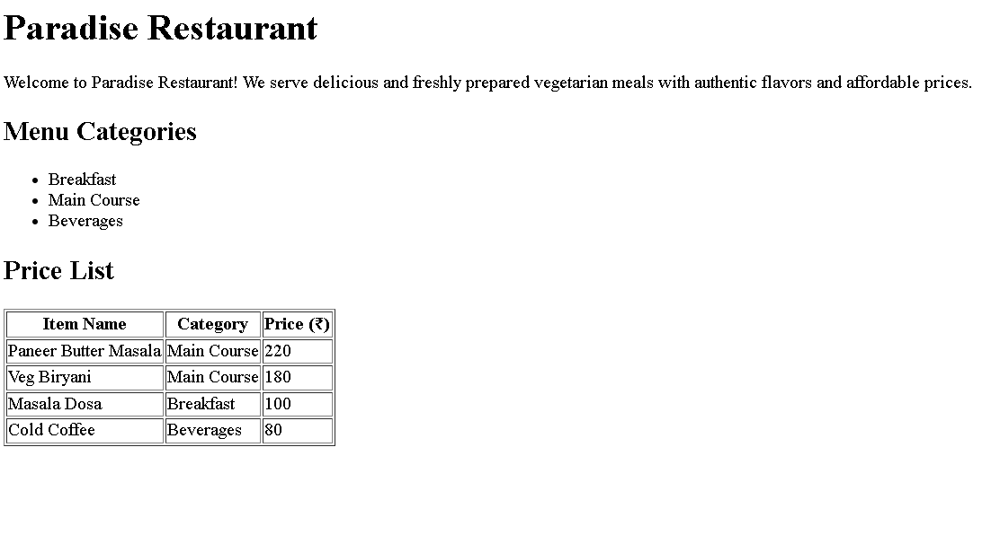 Paradise Restaurant
Welcome to Paradise Restaurant! We serve delicious and freshly prepared vegetarian meals with authentic flavors and affordable prices.
Menu Categories
• Breakfast
• Main Course
• Beverages
Price List
Item Name Category Price (₹)
Paneer Butter Masala Main Course 220
Veg Biryani Main Course 180
Masala Dosa Breakfast 100
Cold Coffee Beverages 80